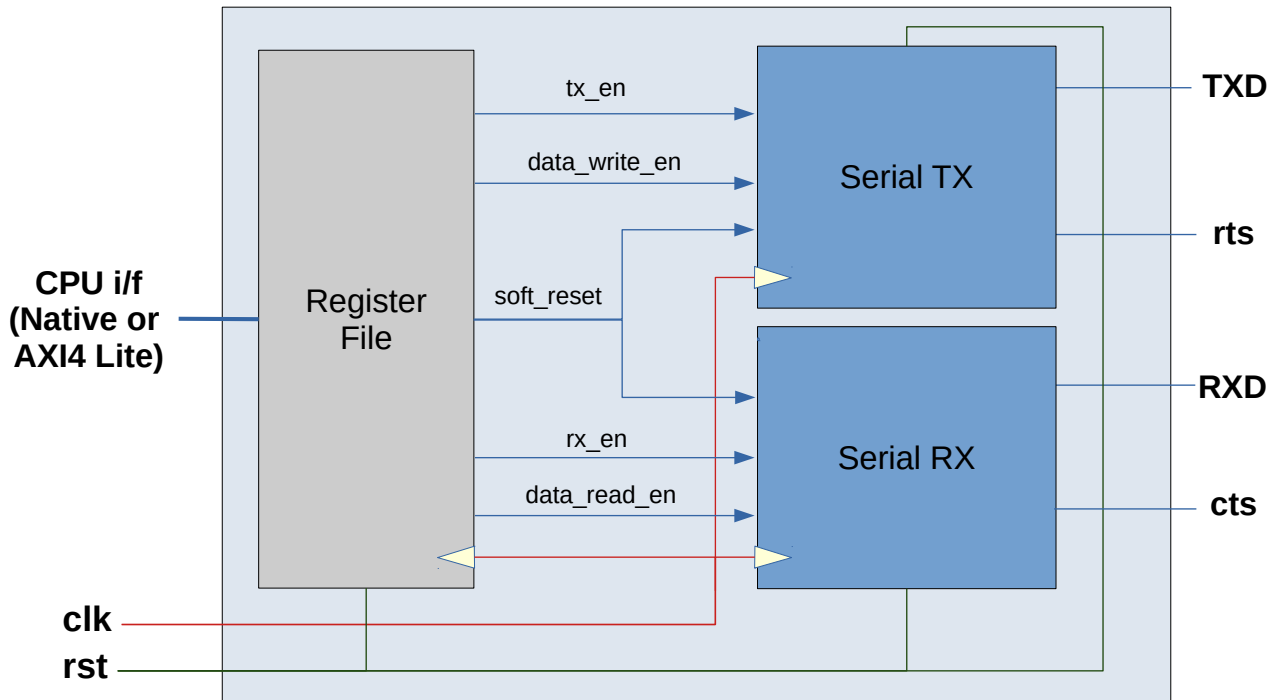 tx_en
TXD
data_write_en
Serial TX
rts
CPU i/f
(Native or
AXI4 Lite)
Register
File
soft_reset
RXD
rx_en
Serial RX
data_read_en
cts
clk
rst